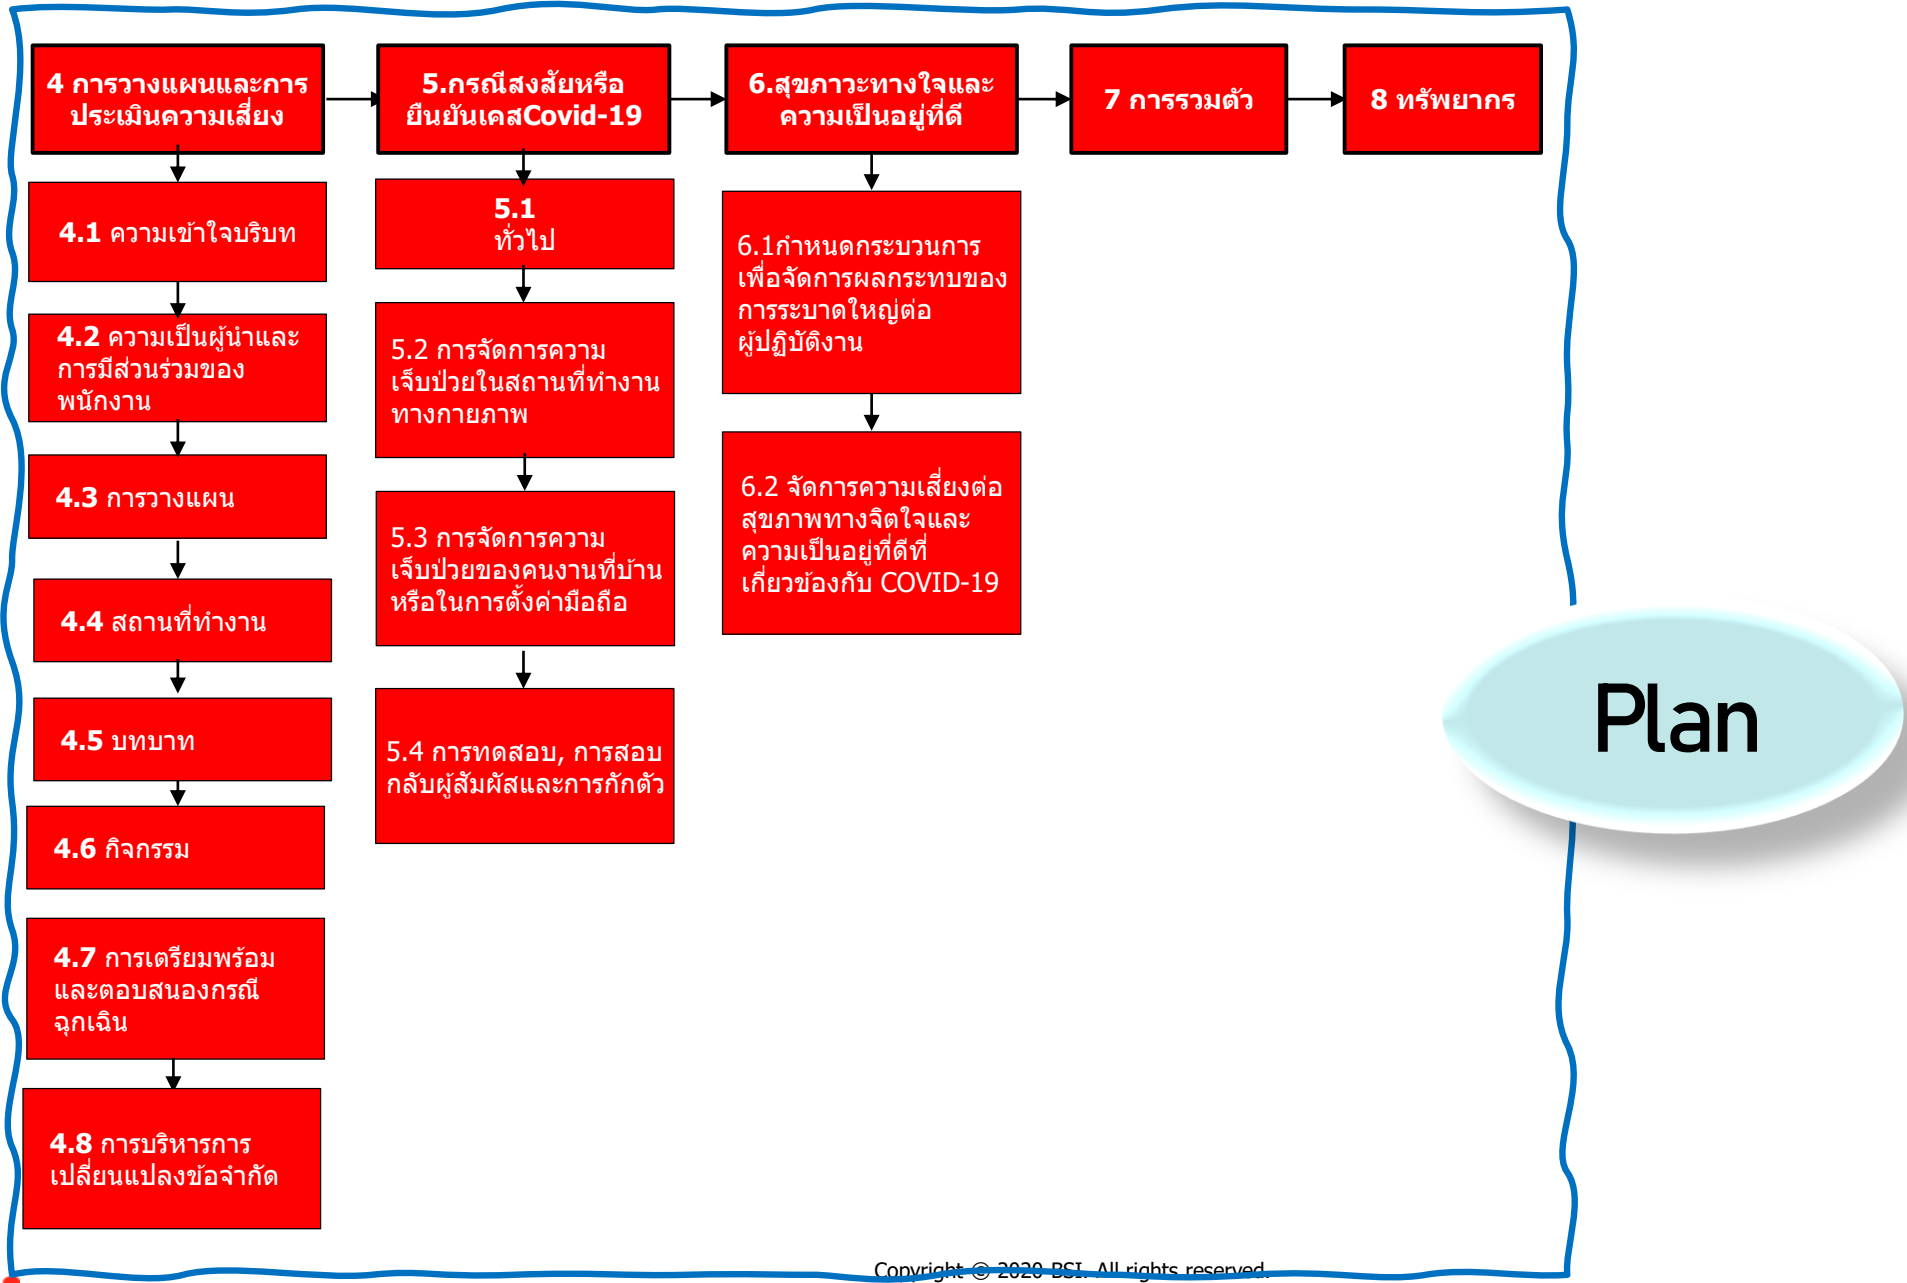 4 การวางแผนและการ
ประเมินความเสี่ยง
5.กรณีสงสัยหรือ
ยืนยันเคสCovid-19
6.สุขภาวะทางใจและ
ความเป็นอยู่ที่ดี
7 การรวมตัว
8 ทรัพยากร
4.1 ความเข้าใจบริบท
4.2 ความเป็นผู้นำและ
การมีส่วนร่วมของ
พนักงาน
4.3 การวางแผน
4.4 สถานที่ทำงาน
4.5 บทบาท
4.6 กิจกรรม
4.7 การเตรียมพร้อม
และตอบสนองกรณี
ฉุกเฉิน
4.8 การบริหารการ
เปลี่ยนแปลงข้อจำกัด
5.1
ทั่วไป
5.2 การจัดการความ
เจ็บป่วยในสถานที่ทำงาน
ทางกายภาพ
5.3 การจัดการความ
เจ็บป่วยของคนงานที่บ้าน
หรือในการตั้งค่ามือถือ
5.4 การทดสอบ, การสอบ
กลับผู้สัมผัสและการกักตัว
6.1กำหนดกระบวนการ
เพื่อจัดการผลกระทบของ
การระบาดใหญ่ต่อ
ผู้ปฏิบัติงาน
6.2 จัดการความเสี่ยงต่อ
สุขภาพทางจิตใจและ
ความเป็นอยู่ที่ดีที่
เกี่ยวข้องกับ COVID-19
Plan
Copyright © 2020 BSI. All rights reserved.